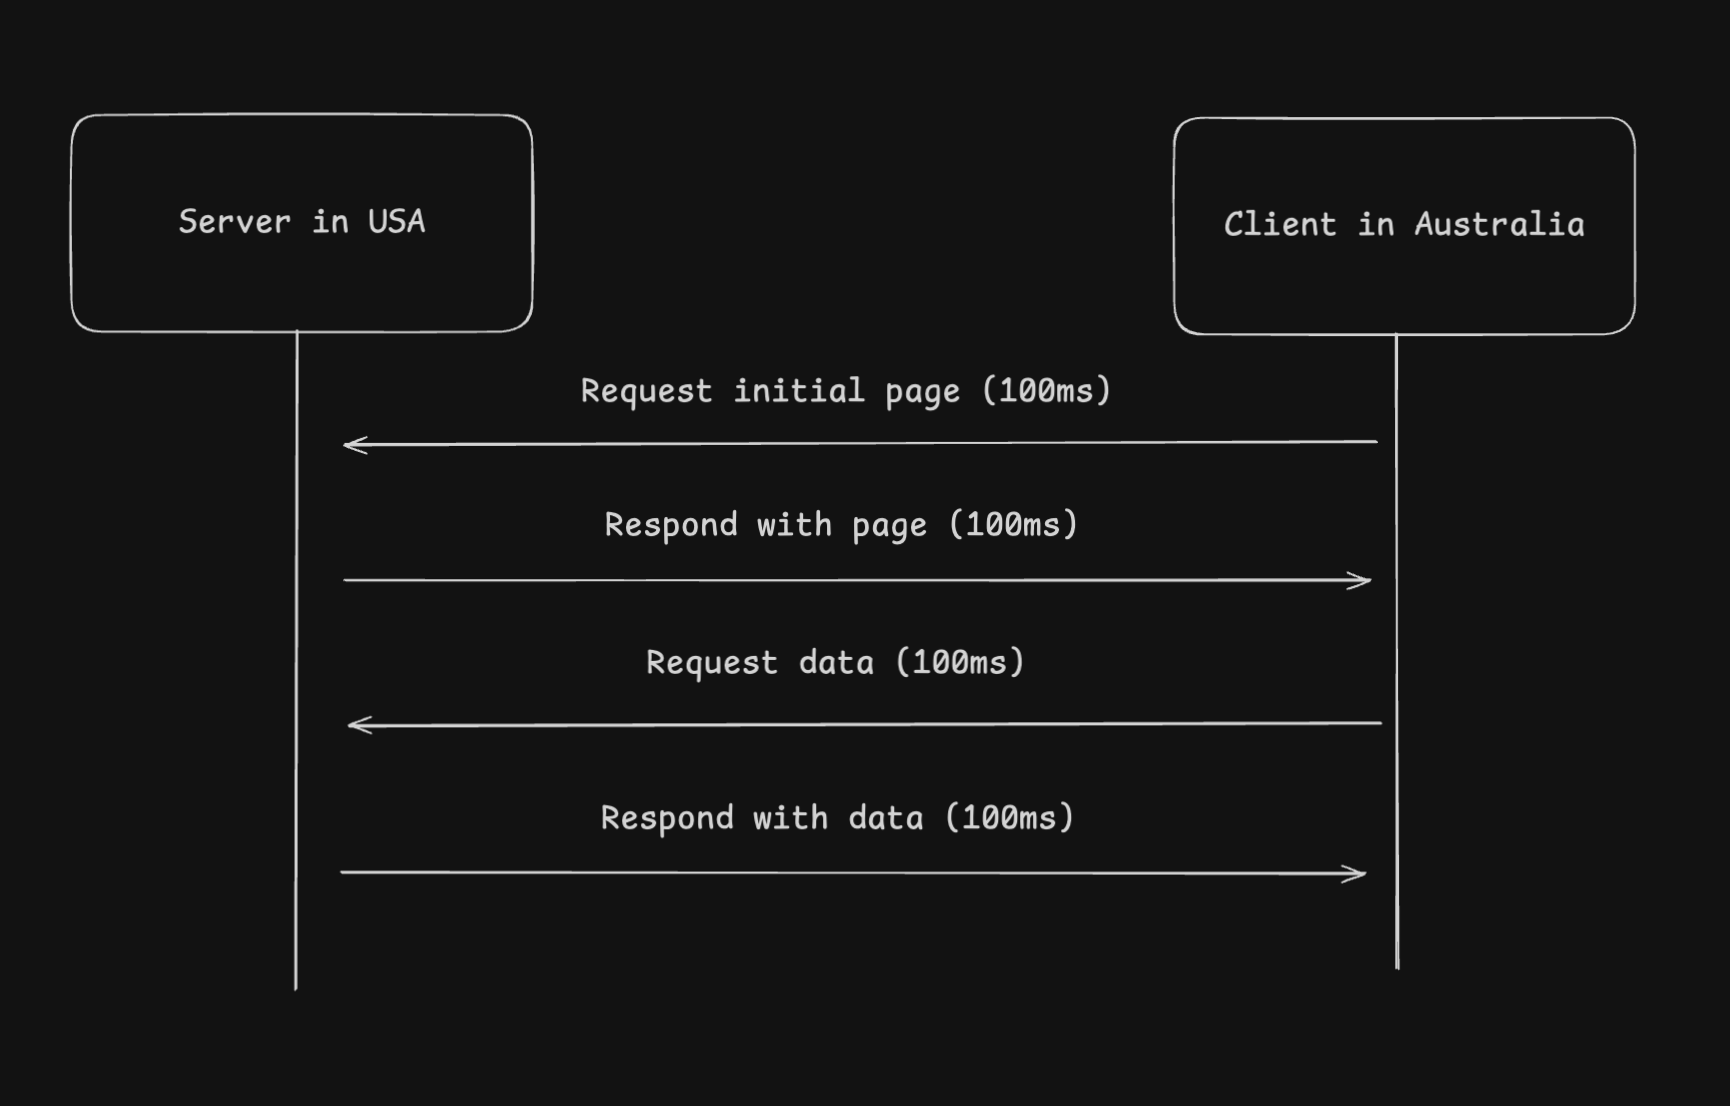 Server in USA
Client in Australia
Request initial page (100ms)
Respond with page (100ms)
Request data (100ms)
Respond with data (100ms)